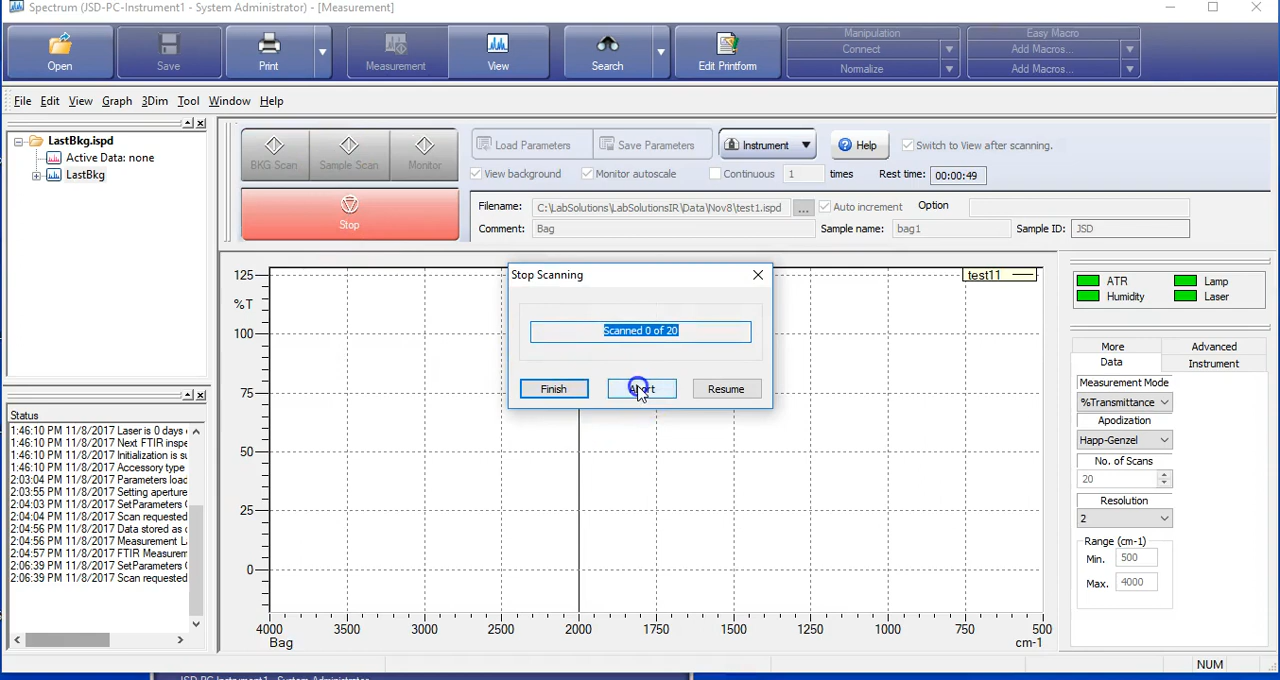 Spectrum (JSD-PC-Instrument1 - System Administrator) - [Measurement]
Open
Save
Print
Measurement
View
Search
Edit Printform
Manipulation
Connect
Normalize
Easy Macro
Add Macros...
Add Macros...
File Edit View Graph 3Dim Tool Window Help
LastBkg.ispd
Active Data: none
LastBkg
BKG Scan
Sample Scan
Monitor
Stop
Load Parameters
Save Parameters
Instrument
Help
Switch to View after scanning.
View background
Monitor autoscale
Continuous 1 times
Rest time: 00:00:49
Filename: C:\LabSolutions\LabSolutionsIR\Data\Nov8\test1.ispd ...
Auto increment
Option
Comment: Bag
Sample name: bag1
Sample ID: JSD
Status
1:46:10 PM 11/8/2017 Laser is 0 days
1:46:10 PM 11/8/2017 Next FTIR inspe
1:46:10 PM 11/8/2017 Initialization is su
1:46:10 PM 11/8/2017 Accessory type
2:03:04 PM 11/8/2017 Parameters load
2:03:55 PM 11/8/2017 Setting aperture
2:04:03 PM 11/8/2017 SetParameters
2:04:04 PM 11/8/2017 Scan requested
2:04:56 PM 11/8/2017 Data stored as
2:04:56 PM 11/8/2017 Measurement
2:04:57 PM 11/8/2017 FTIR Measurem
2:06:39 PM 11/8/2017 SetParameters
2:06:39 PM 11/8/2017 Scan requested
125
%T
100
75
50
25
0
test11
4000 3500 3000 2500 2000 1750 1500 1250 1000 750 500
Bag
cm-1
Stop Scanning
Scanned 0 of 20
Finish
Resume
ATR
Lamp
Humidity
Laser
More
Advanced
Data
Instrument
Measurement Mode
%Transmittance
Apodization
Happ-Genzel
No. of Scans
20
Resolution
2
Range (cm-1)
Min. 500
Max. 4000
NUM
JSD-PC-Instrument1 - System Administrator